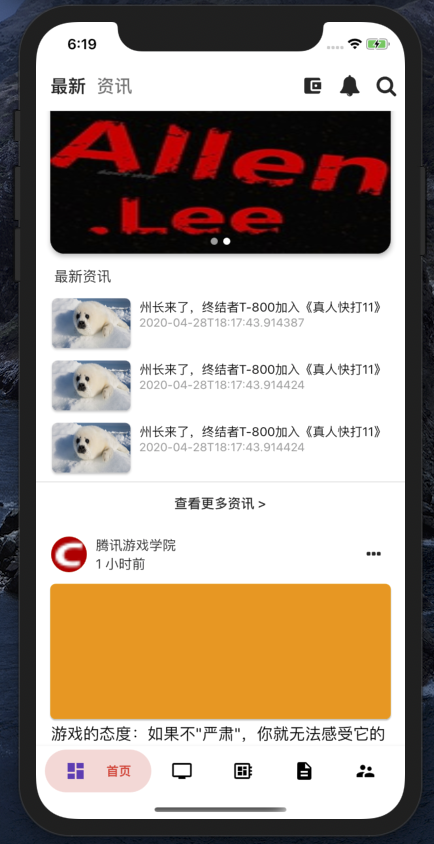 6:19
最新 资讯
Allen
.Lee
最新资讯
州长来了，终结者T-800加入《真人快打11》
2020-04-28T18:17:43.914387
州长来了，终结者T-800加入《真人快打11》
2020-04-28T18:17:43.914424
州长来了，终结者T-800加入《真人快打11》
2020-04-28T18:17:43.914424
查看更多资讯 >
腾讯游戏学院
1 小时前
游戏的态度：如果不"严肃"，你就无法感受它的
首页